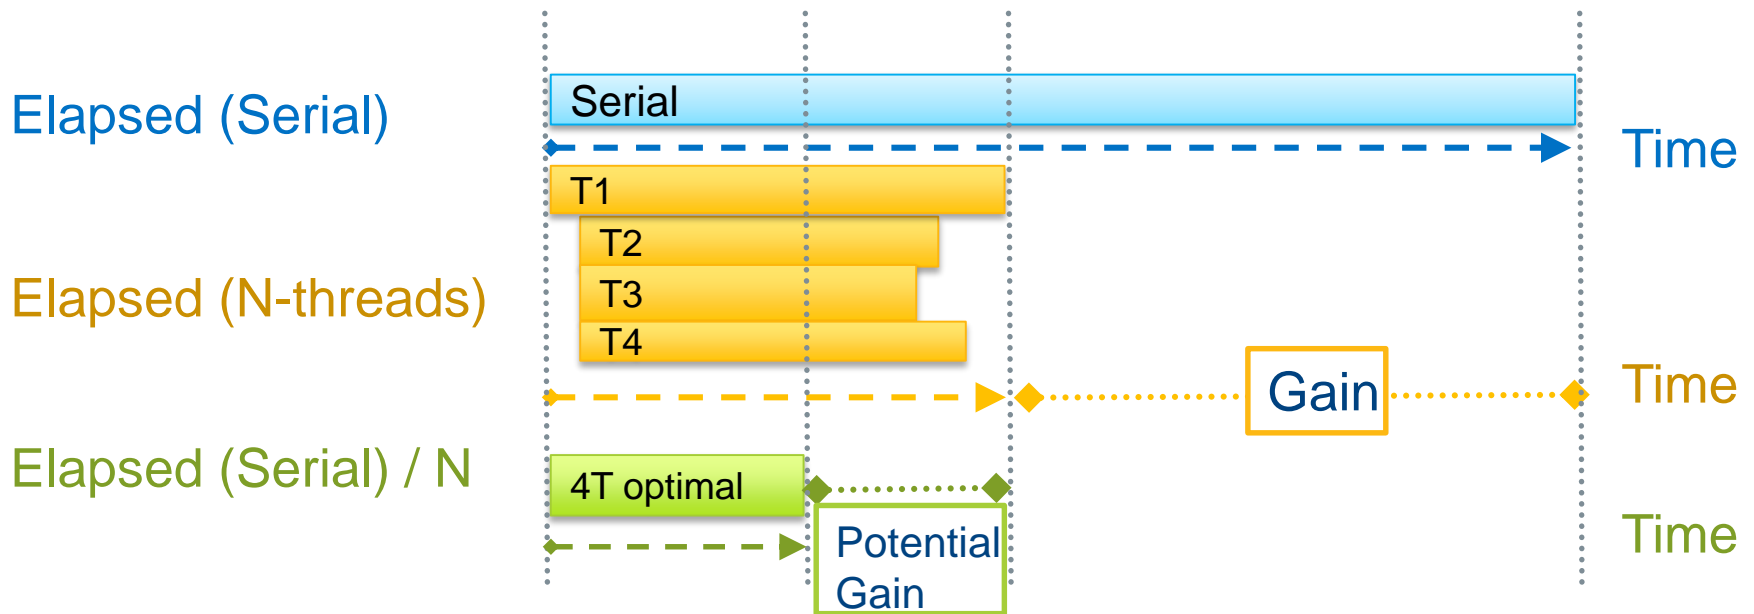 Elapsed (Serial)
Serial
Time
T1
T2
Elapsed (N-threads)
T3
T4
Gain
Time
Elapsed (Serial) / N
4T optimal
Potential
Gain
Time